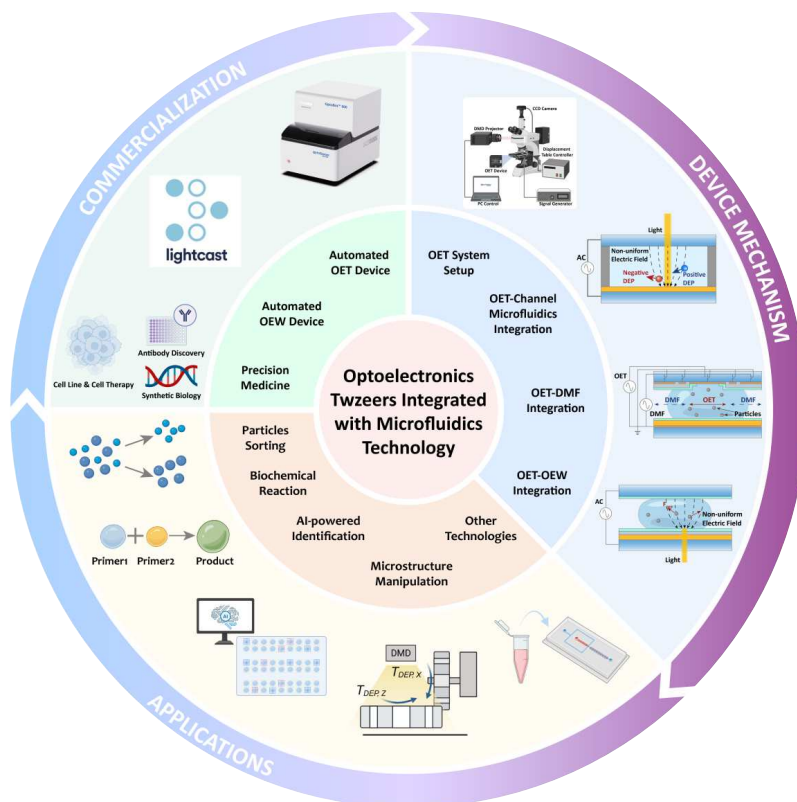 COMMERCIALIZATION
DEVICE MECHANISM
APPLICATIONS
Optoelectronics
Twzeers Integrated
with Microfluidics
Technology
Automated
OET Device
Automated
OEW Device
Precision
Medicine
OET System
Setup
OET-Channel
Microfluidics
Integration
OET-DMF
Integration
OET-OEW
Integration
Particles
Sorting
Biochemical
Reaction
AI-powered
Identification
Microstructure
Manipulation
Other
Technologies
lightcast
Antibody Discovery
Cell Line & Cell Therapy
Synthetic Biology
CCD Camera
DMD Projector
Displacement
Table Controller
OET Device
PC Control
Signal Generator
Light
Non-uniform
Electric Field
AC
Negative
DEP
Positive
DEP
OET
DMF
DMF
OET
DMF
Particles
AC
Non-uniform
Electric Field
Light
Primer1
+
Primer2
Product
AI
DMD
T DEP, X
T DEP, Z